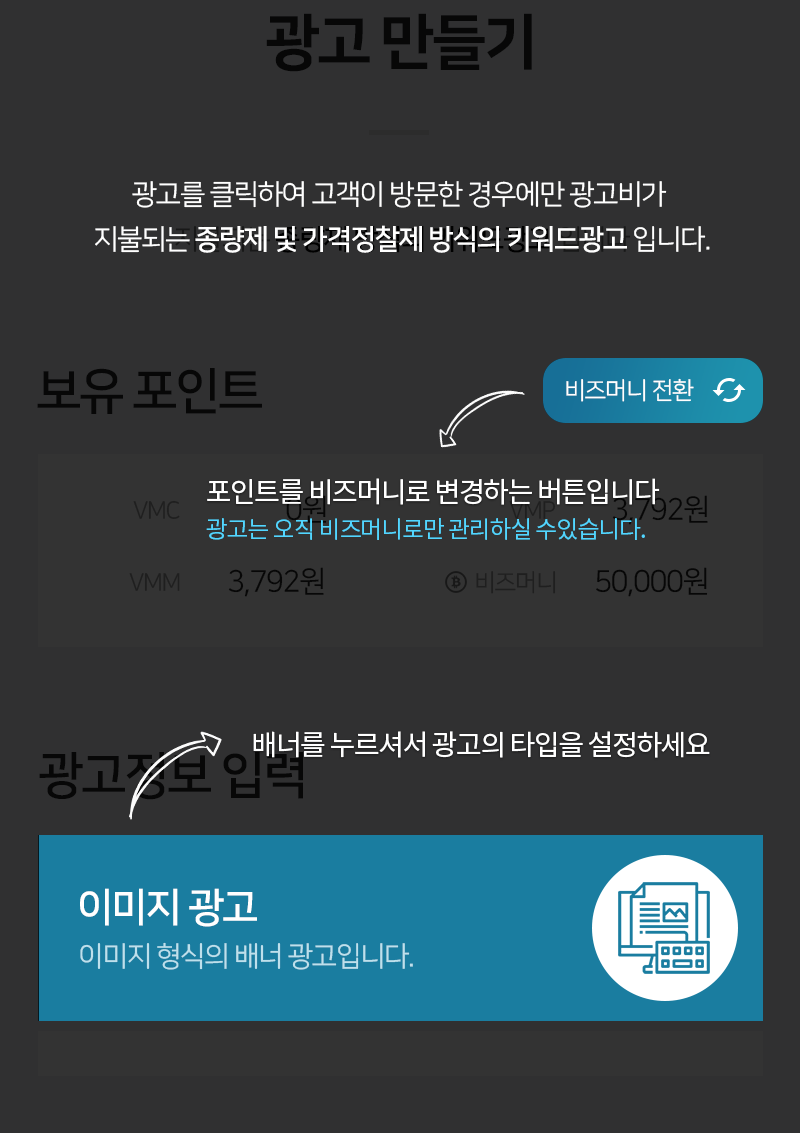 광고 만들기
광고를 클릭하여 고객이 방문한 경우에만 광고비가
지불되는 종량제 및 가격정찰제 방식의 키워드광고 입니다.
보유 포인트
비즈머니 전환
포인트를 비즈머니로 변경하는 버튼입니다
VMC 0원 VMP 3,792원
광고는 오직 비즈머니로만 관리하실 수있습니다.
VMM 3,792원 비즈머니 50,000원
배너를 누르셔서 광고의 타입을 설정하세요
광고정보 입력
이미지 광고
이미지 형식의 배너 광고입니다.